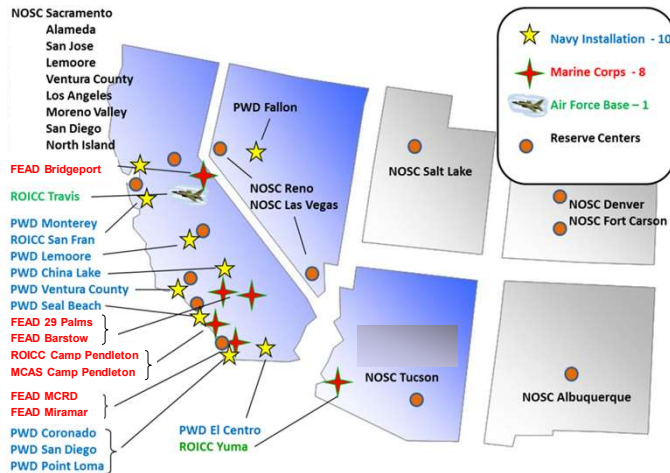 NOSC Sacramento
Alameda
San Jose
Lemoore
Ventura County
Los Angeles
Moreno Valley
San Diego
North Island
FEAD Bridgeport
ROICC Travis
PWD Monterey
ROICC San Fran
PWD Lemoore
PWD China Lake
PWD Ventura County
PWD Seal Beach
FEAD 29 Palms
FEAD Barstow
ROICC Camp Pendleton
MCAS Camp Pendleton
FEAD MCRD
FEAD Miramar
PWD Coronado
PWD San Diego
PWD Point Loma
PWD Fallon
NOSC Reno
NOSC Las Vegas
PWD El Centro
ROICC Yuma
NOSC Salt Lake
NOSC Tucson
NOSC Denver
NOSC Fort Carson
NOSC Albuquerque
Navy Installation - 10
Marine Corps - 8
Air Force Base – 1
Reserve Centers